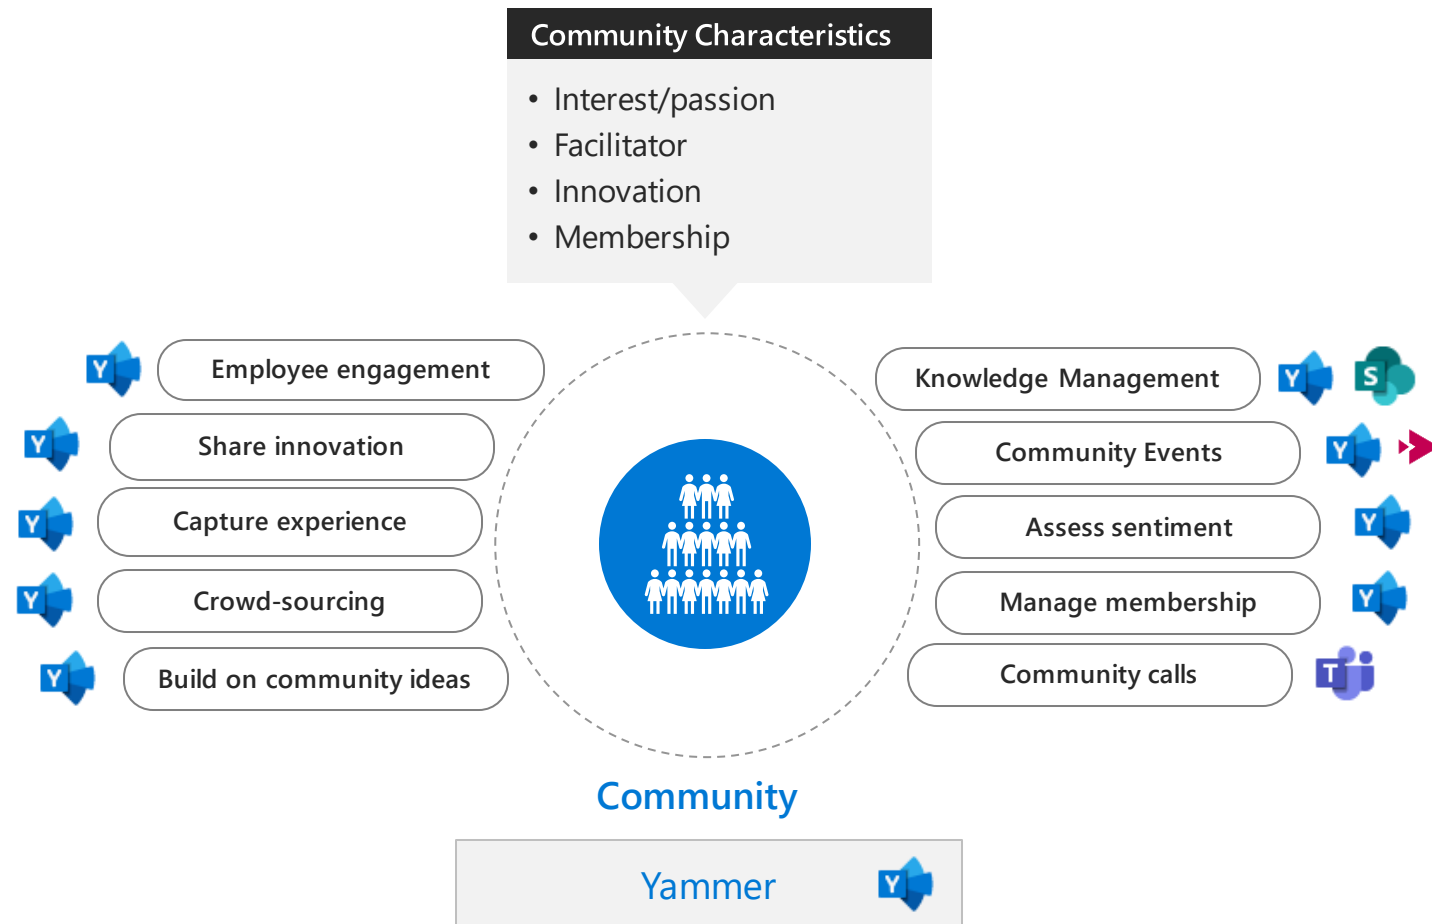 Community Characteristics
• Interest/passion
• Facilitator
• Innovation
• Membership
Y Employee engagement
Y Share innovation
Y Capture experience
Y Crowd-sourcing
Y Build on community ideas
Knowledge Management Y S
Community Events Y
Assess sentiment Y
Manage membership Y
Community calls T
Community
Yammer Y